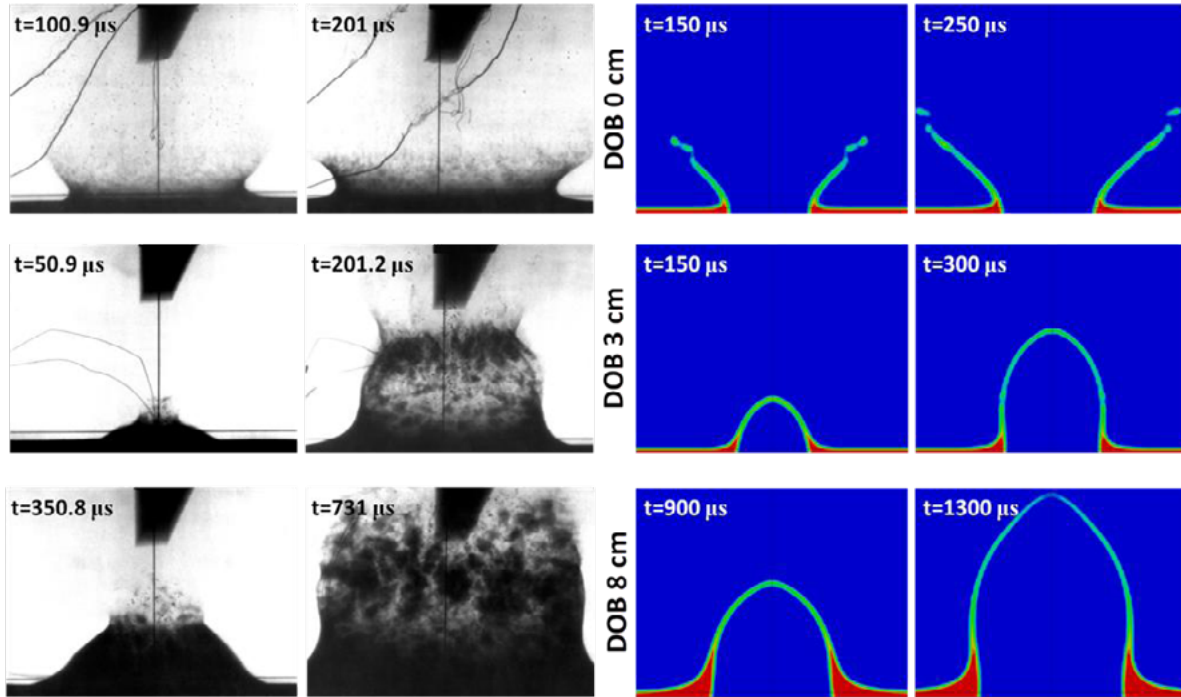 t=100.9 µs
t=201 µs
DOB 0 cm
t=150 µs
t=250 µs
t=50.9 µs
t=201.2 µs
DOB 3 cm
t=150 µs
t=300 µs
t=350.8 µs
t=731 µs
DOB 8 cm
t=900 µs
t=1300 µs